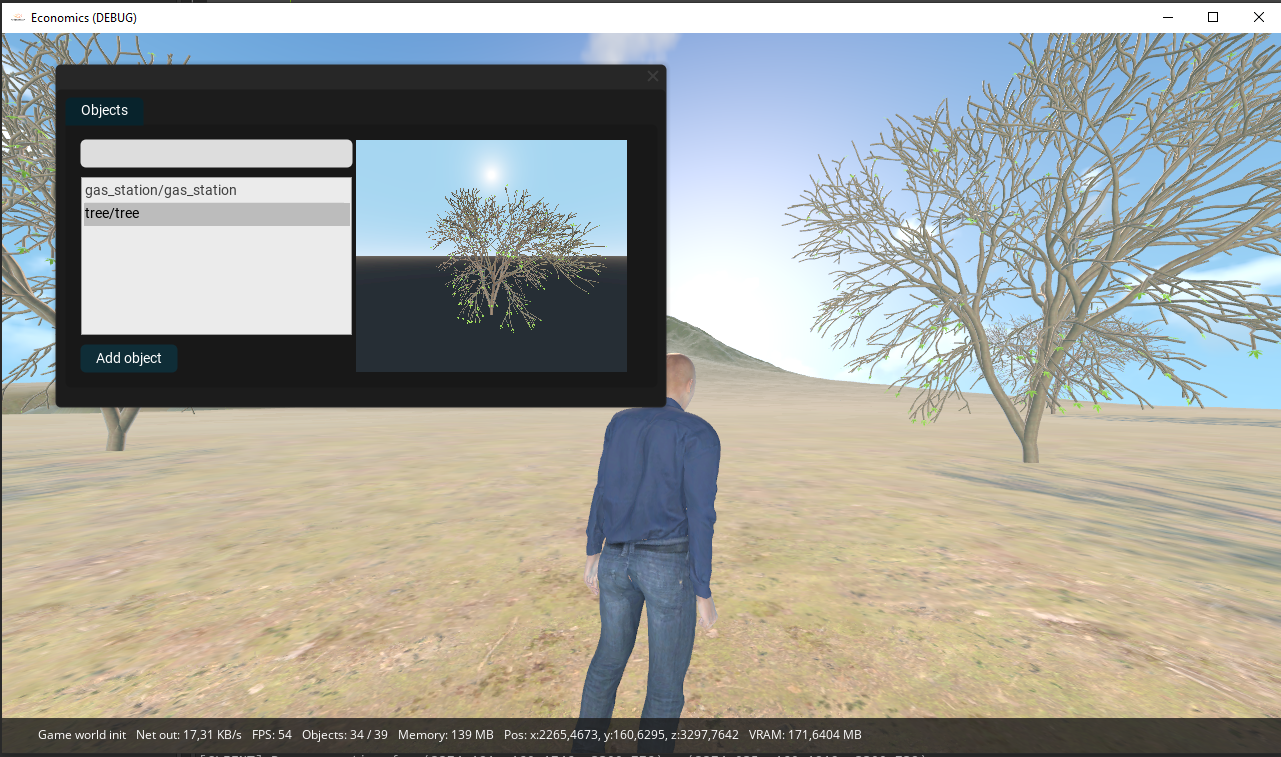 Economics (DEBUG)
Objects
gas_station/gas_station
tree/tree
Add object
Game world init Net out: 17,31 KB/s FPS: 54 Objects: 34 / 39 Memory: 139 MB Pos: x:2265,4673, y:160,6295, z:3297,7642 VRAM: 171,6404 MB